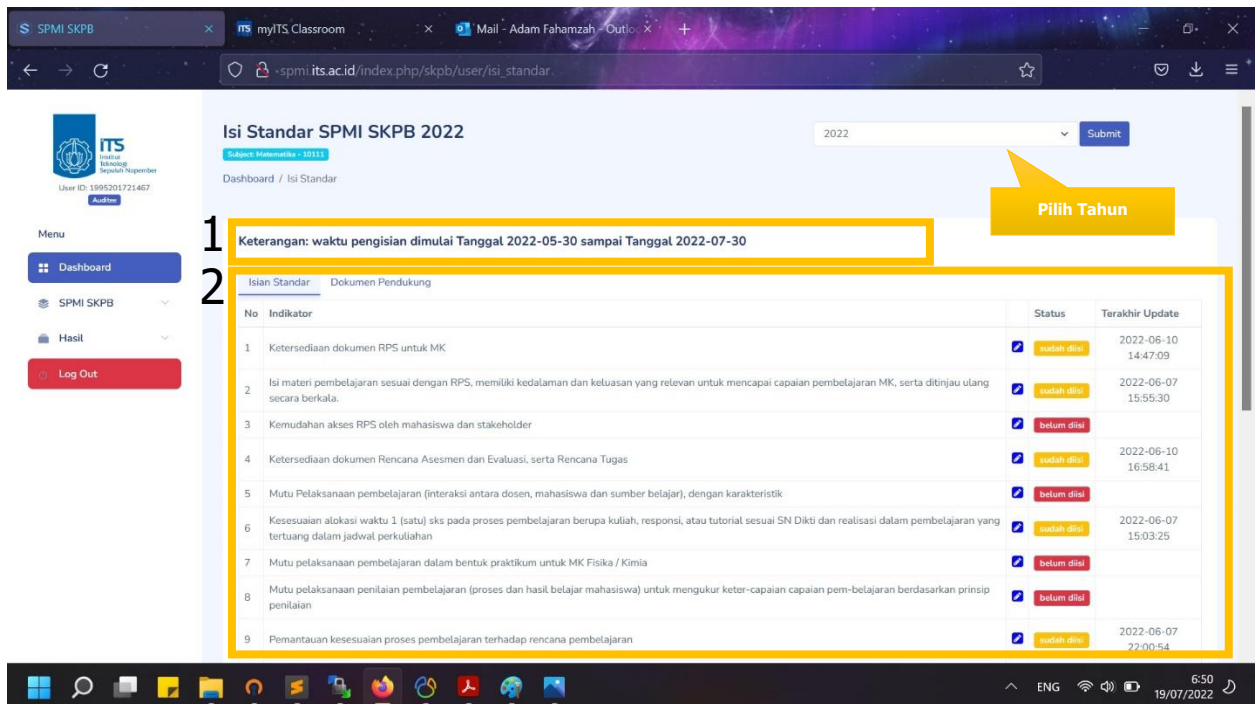 SPMI SKPB
myITS Classroom
Mail - Adam Fahamzah - Outlo
spmi.its.ac.id/index.php/skpb/user/isi_standar
iTS
Institut
Teknologi
Sepuluh Nopember
User ID: 1995201721467
Auditee
Menu
Dashboard
SPMI SKPB
Hasil
Log Out
Isi Standar SPMI SKPB 2022
Subject: Matematika - 10111
Dashboard / Isi Standar
2022
Submit
Pilih Tahun
1
Keterangan: waktu pengisian dimulai Tanggal 2022-05-30 sampai Tanggal 2022-07-30
2
Isian Standar Dokumen Pendukung
No Indikator Status Terakhir Update
1 Ketersediaan dokumen RPS untuk MK sudah diisi 2022-06-10
14:47:09
2 Isi materi pembelajaran sesuai dengan RPS, memiliki kedalaman dan keluasan yang relevan untuk mencapai capaian pembelajaran MK, serta ditinjau ulang
secara berkala. sudah diisi 2022-06-07
15:55:30
3 Kemudahan akses RPS oleh mahasiswa dan stakeholder belum diisi
4 Ketersediaan dokumen Rencana Asesmen dan Evaluasi, serta Rencana Tugas sudah diisi 2022-06-10
16:58:41
5 Mutu Pelaksanaan pembelajaran (interaksi antara dosen, mahasiswa dan sumber belajar), dengan karakteristik belum diisi
6 Kesesuaian alokasi waktu 1 (satu) sks pada proses pembelajaran berupa kuliah, responsi, atau tutorial sesuai SN Dikti dan realisasi dalam pembelajaran yang
tertuang dalam jadwal perkuliahan sudah diisi 2022-06-07
15:03:25
7 Mutu pelaksanaan pembelajaran dalam bentuk praktikum untuk MK Fisika / Kimia belum diisi
8 Mutu pelaksanaan penilaian pembelajaran (proses dan hasil belajar mahasiswa) untuk mengukur keter-capaian capaian pem-belajaran berdasarkan prinsip
penilaian belum diisi
9 Pemantauan kesesuaian proses pembelajaran terhadap rencana pembelajaran sudah diisi 2022-06-07
22:00:54
ENG
6:50
19/07/2022